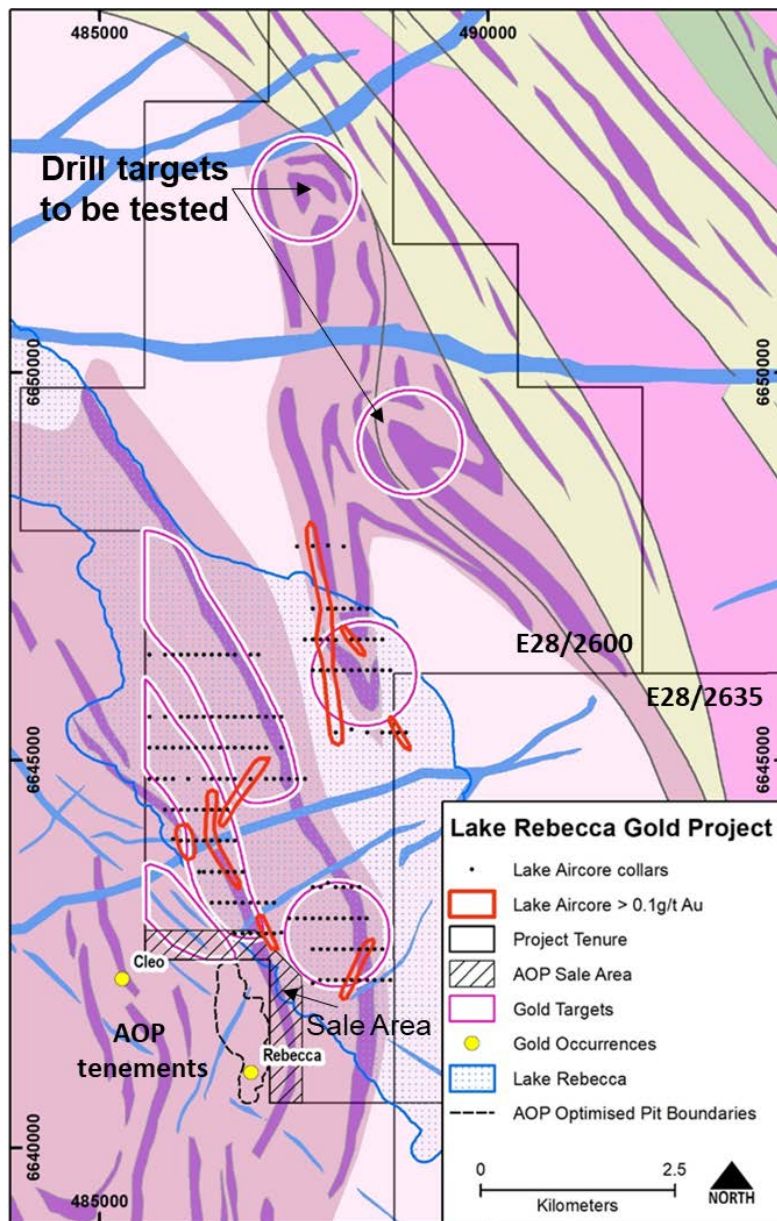 485000
490000
Drill targets
to be tested
6650000
6650000
E28/2600
E28/2635
6645000
6645000
Cleo
AOP
tenements
Sale Area
Rebecca
6640000
485000
Lake Rebecca Gold Project
Lake Aircore collars
Lake Aircore > 0.1g/t Au
Project Tenure
AOP Sale Area
Gold Targets
Gold Occurrences
Lake Rebecca
AOP Optimised Pit Boundaries
0
2.5
Kilometers
NORTH